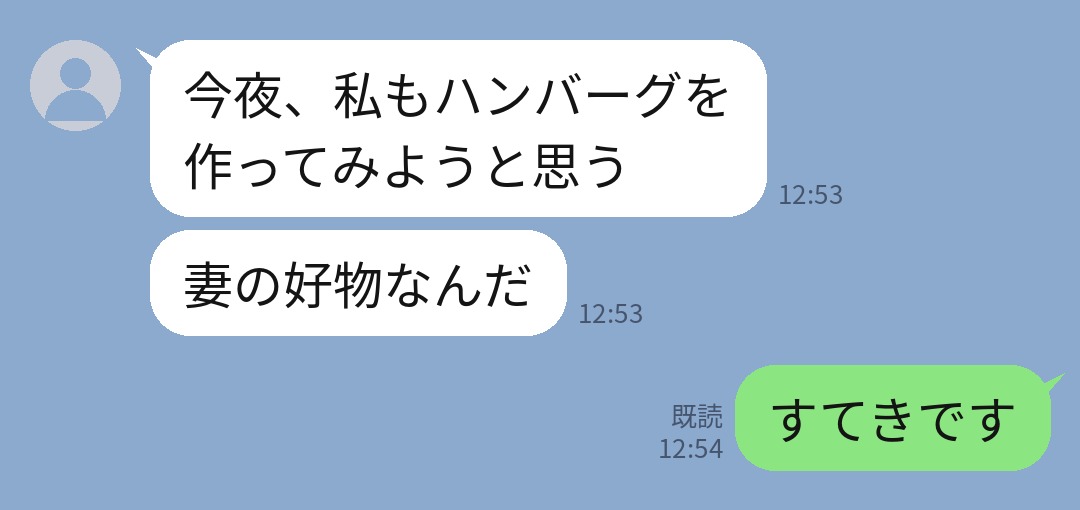 今夜、私もハンバーグを
作ってみようと思う
12:53
妻の好物なんだ
12:53
すてきです
既読
12:54